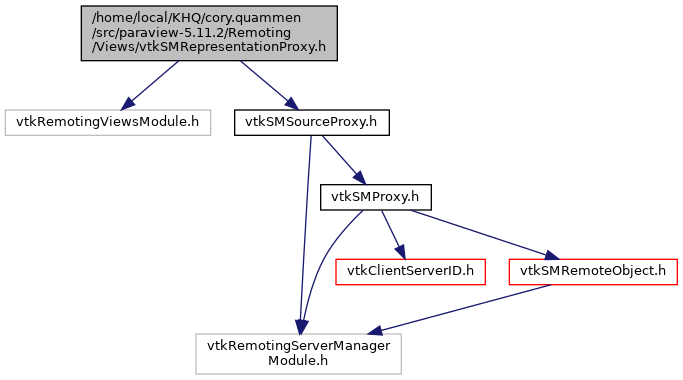 /home/local/KHQ/cory.quammen
/src/paraview-5.11.2/Remoting
/Views/vtkSMRepresentationProxy.h
vtkRemotingViewsModule.h
vtkSMSourceProxy.h
vtkSMProxy.h
vtkClientServerID.h
vtkSMRemoteObject.h
vtkRemotingServerManager
Module.h